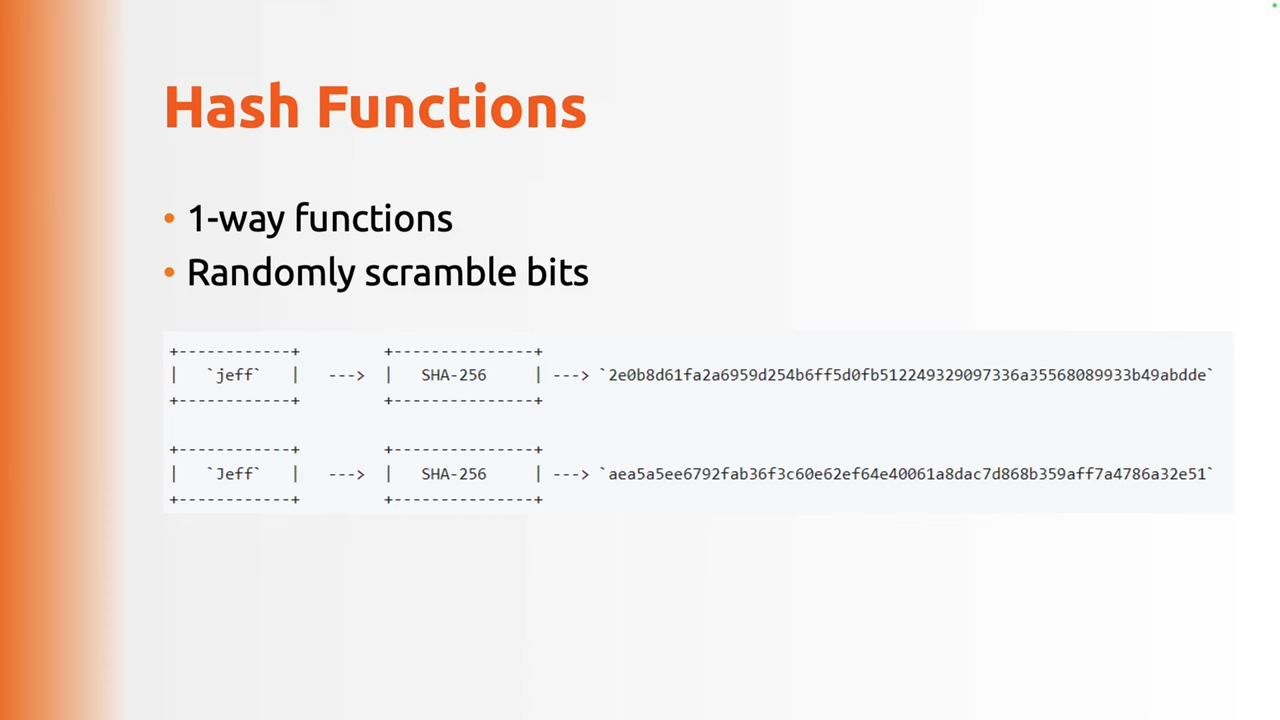 Hash Functions
• 1-way functions
• Randomly scramble bits
+------------+          +---------------+
|   `jeff`   |   --->  |   SHA-256     | ---> `2e0b8d61fa2a6959d254b6ff5d0fb512249329097336a35568089933b49abdde`
+------------+          +---------------+
+------------+          +---------------+
|   `Jeff`   |   --->  |   SHA-256     | ---> `aea5a5ee6792fab36f3c60e62ef64e40061a8dac7d868b359aff7a4786a32e51`
+------------+          +---------------+